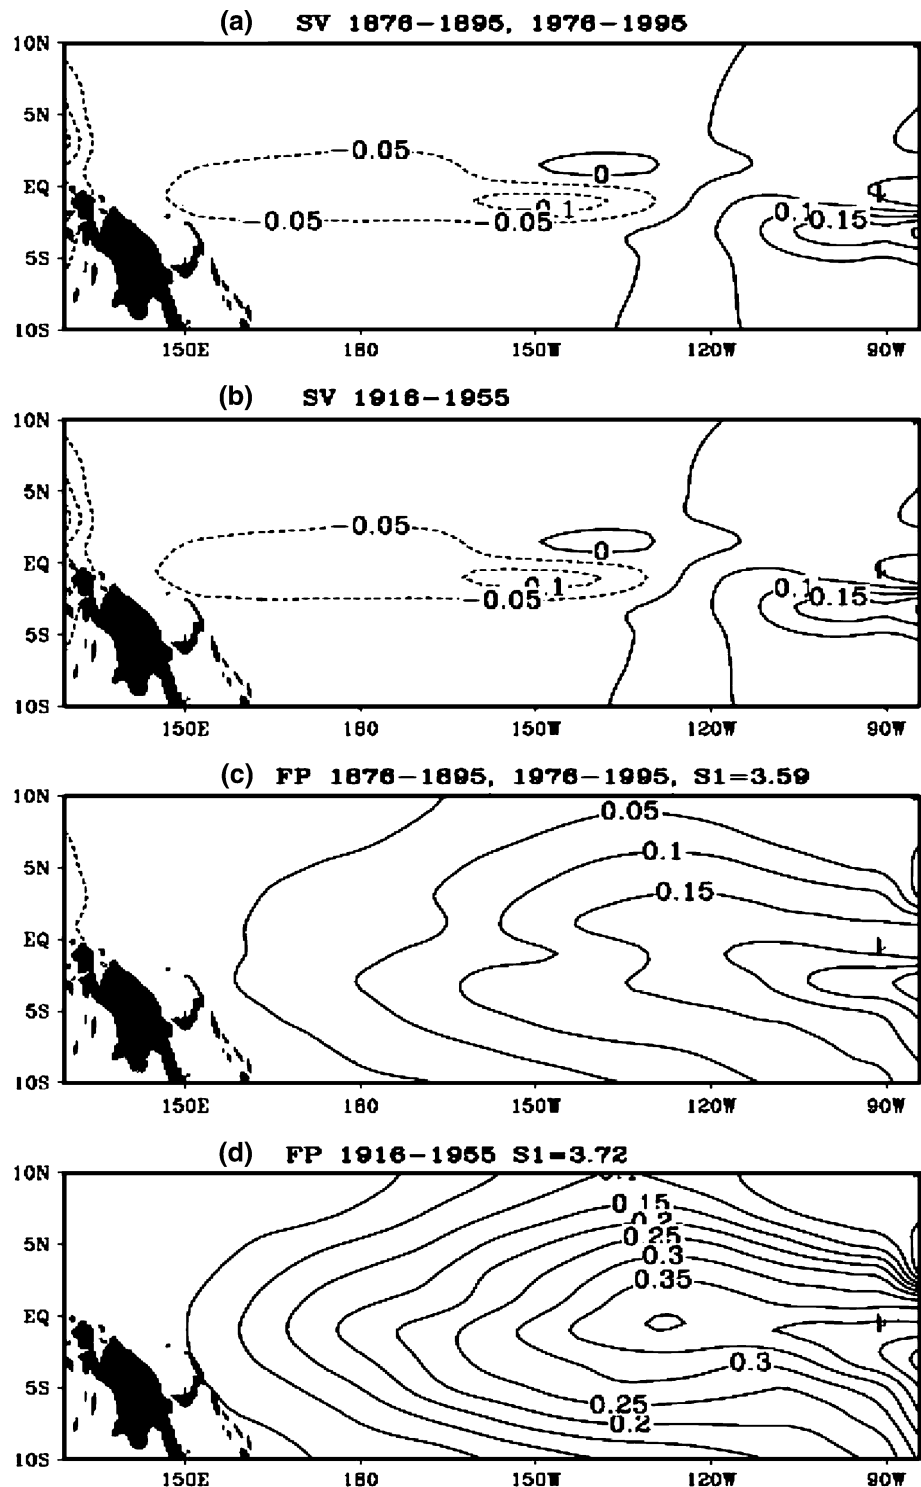 (a) SV 1876-1895, 1976-1995
10N
5N
EQ
5S
10S
-0.05
0
-0.1
-0.05
-0.05
0.1
0.15
150E 180 150W 120W 90W
(b) SV 1916-1955
10N
5N
EQ
5S
10S
-0.05
0
-0.1
-0.05
0.1
0.15
150E 180 150W 120W 90W
(c) FP 1876-1895, 1976-1995, S1=3.59
10N
5N
EQ
5S
10S
0.05
0.1
0.15
150E 180 150W 120W 90W
(d) FP 1916-1955 S1=3.72
10N
5N
EQ
5S
10S
0.15
0.2
0.25
0.3
0.35
0.3
0.25
0.2
150E 180 150W 120W 90W